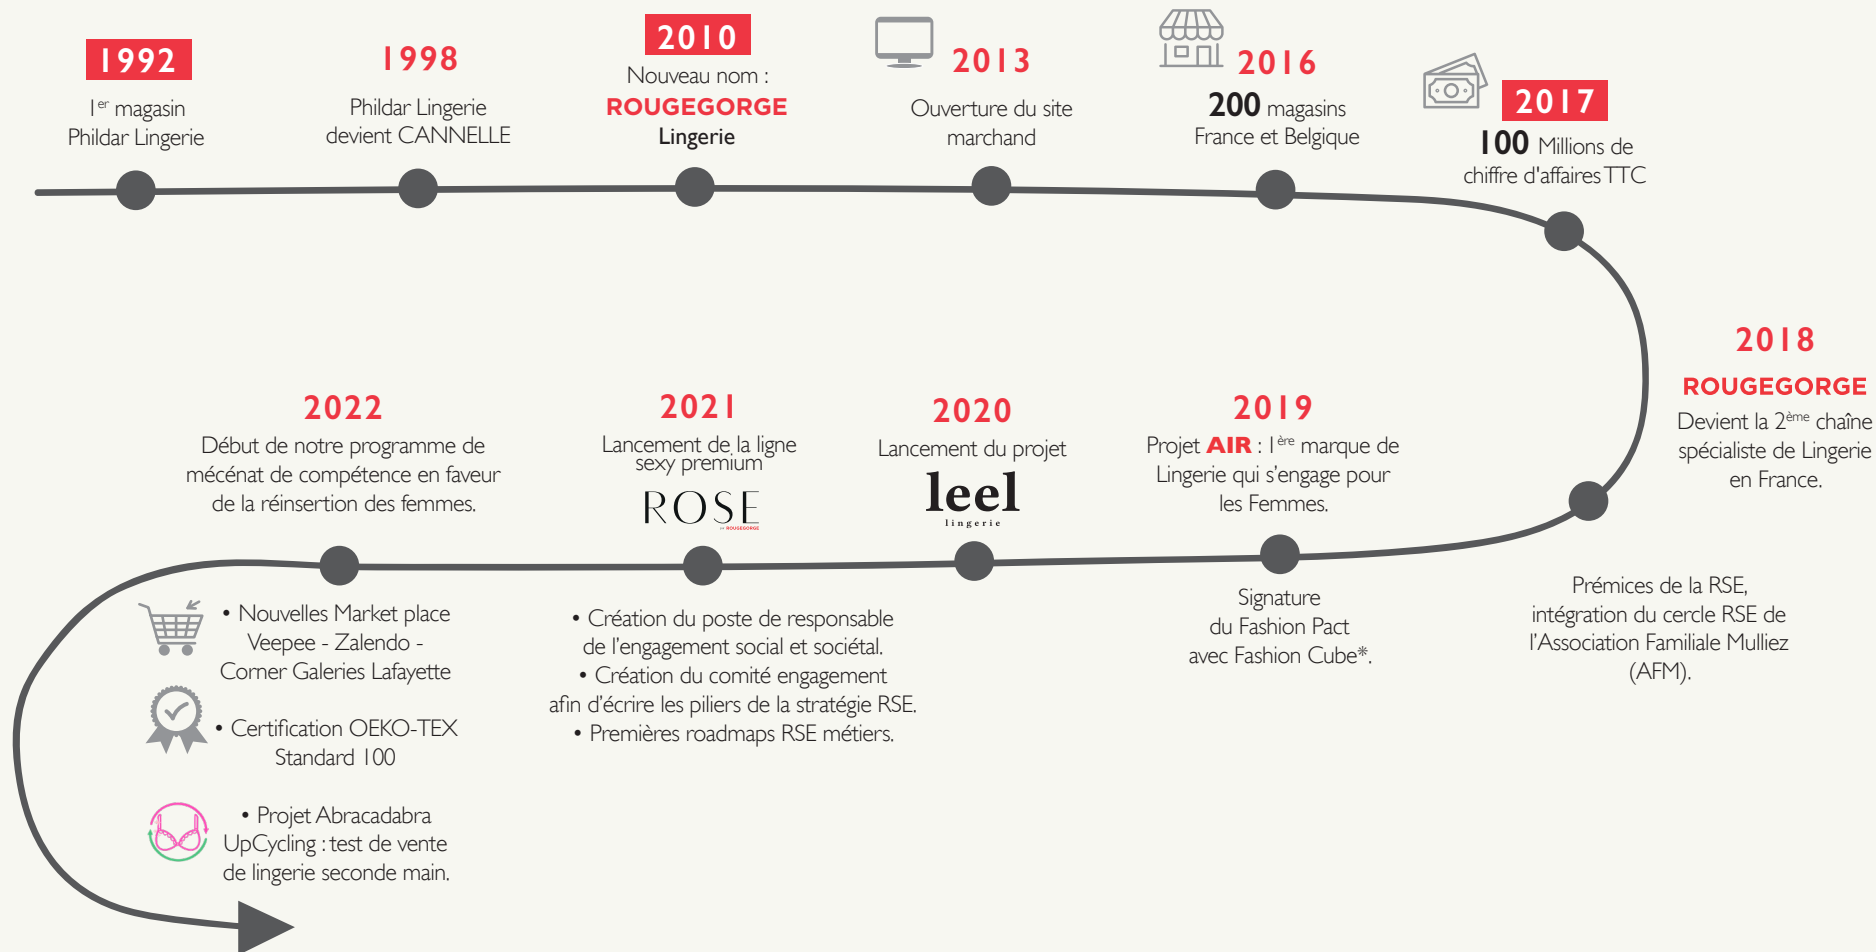 1992
1er magasin
Phildar Lingerie
1998
Phildar Lingerie
devient CANNELLE
2010
Nouveau nom :
ROUGEGORGE
Lingerie
2013
Ouverture du site
marchand
2016
200 magasins
France et Belgique
2017
100 Millions de
chiffre d'affaires TTC
2018
ROUGEGORGE
Devient la 2ème chaîne
spécialiste de Lingerie
en France.
Prémices de la RSE,
intégration du cercle RSE de
l'Association Familiale Mulliez
(AFM).
2019
Projet AIR : 1ère marque de
Lingerie qui s'engage pour
les Femmes.
Signature
du Fashion Pact
avec Fashion Cube*.
2020
Lancement du projet
leel
lingerie
2021
Lancement de la ligne
sexy premium
ROSE
PAR ROUGEGORGE
• Création du poste de responsable
de l'engagement social et sociétal.
• Création du comité engagement
afin d'écrire les piliers de la stratégie RSE.
• Premières roadmaps RSE métiers.
2022
Début de notre programme de
mécénat de compétence en faveur
de la réinsertion des femmes.
• Nouvelles Market place
Veepee - Zalendo -
Corner Galeries Lafayette
• Certification OEKO-TEX
Standard 100
• Projet Abracadabra
UpCycling : test de vente
de lingerie seconde main.